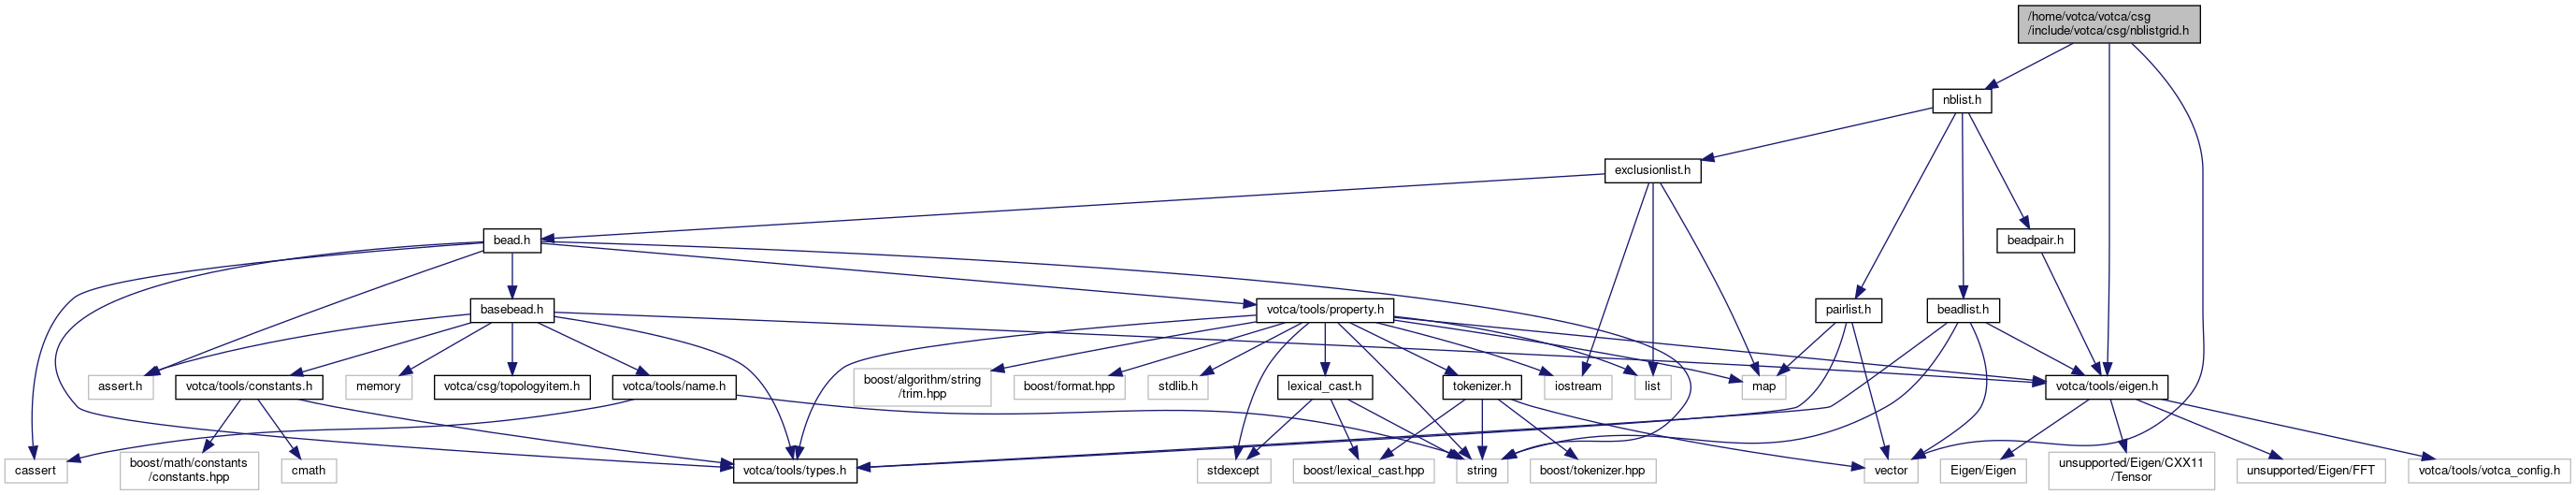 /home/votca/votca/csg
/include/votca/csg/nblistgrid.h
nblist.h
exclusionlist.h
bead.h
beadpair.h
basebead.h
votca/tools/property.h
pairlist.h
beadlist.h
assert.h
votca/tools/constants.h
memory
votca/csg/topologyitem.h
votca/tools/name.h
boost/algorithm/string
/trim.hpp
boost/format.hpp
stdlib.h
lexical_cast.h
tokenizer.h
iostream
list
map
votca/tools/eigen.h
cassert
boost/math/constants
/constants.hpp
cmath
votca/tools/types.h
stdexcept
boost/lexical_cast.hpp
string
boost/tokenizer.hpp
vector
Eigen/Eigen
unsupported/Eigen/CXX11
/Tensor
unsupported/Eigen/FFT
votca/tools/votca_config.h